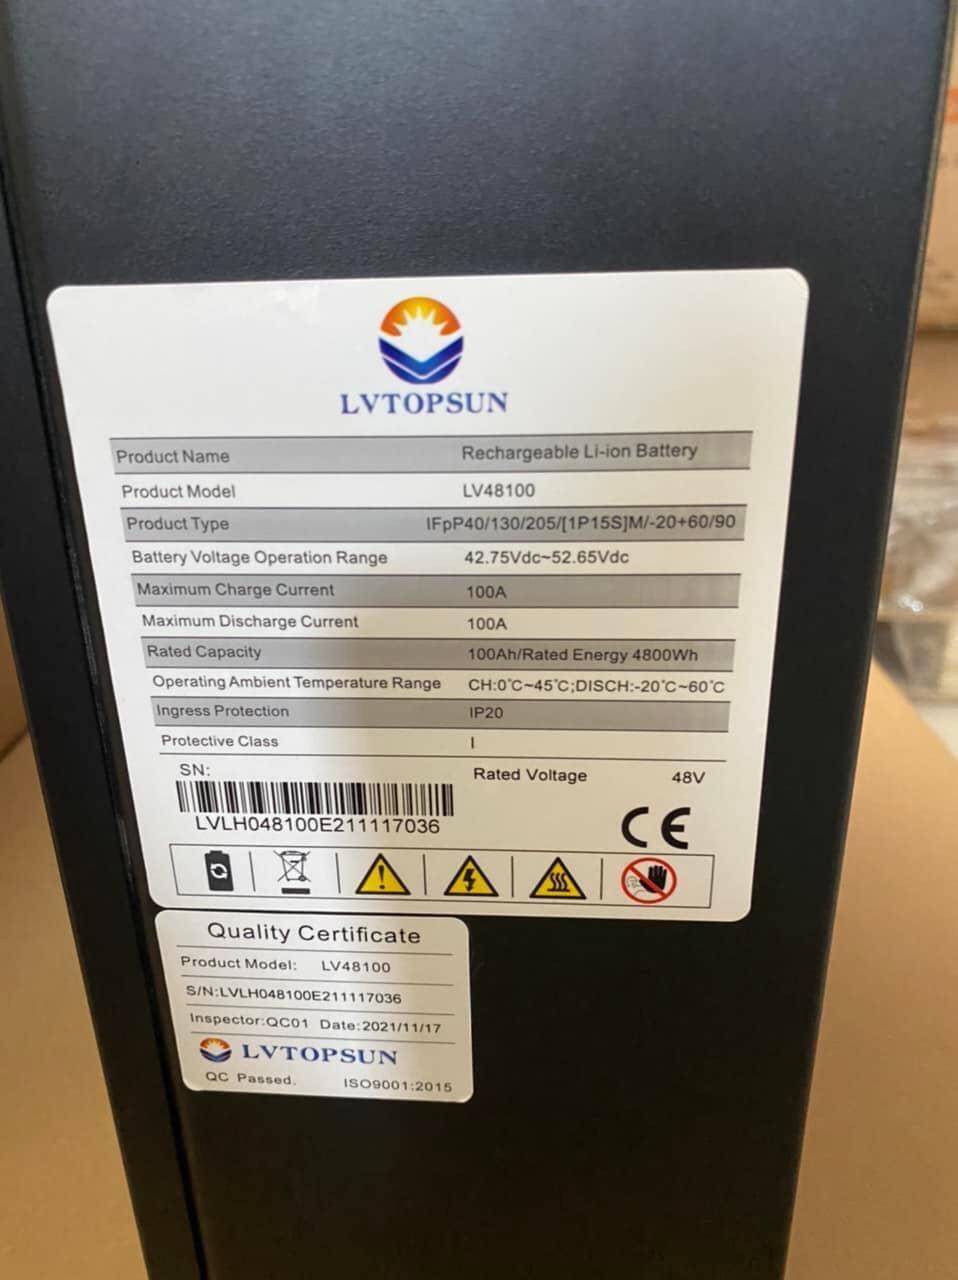 LVTOPSUN
Product Name Rechargeable Li-ion Battery
Product Model LV48100
Product Type IFpP40/130/205/[1P15S]M/-20+60/90
Battery Voltage Operation Range 42.75Vdc~52.65Vdc
Maximum Charge Current 100A
Maximum Discharge Current 100A
Rated Capacity 100Ah/Rated Energy 4800Wh
Operating Ambient Temperature Range CH:0℃~45℃;DISCH:-20℃~60℃
Ingress Protection IP20
Protective Class I
SN: Rated Voltage 48V
LVLH048100E211117036
CE
Quality Certificate
Product Model: LV48100
S/N:LVLH048100E211117036
Inspector:QC01 Date:2021/11/17
LVTOPSUN
QC Passed. ISO9001:2015